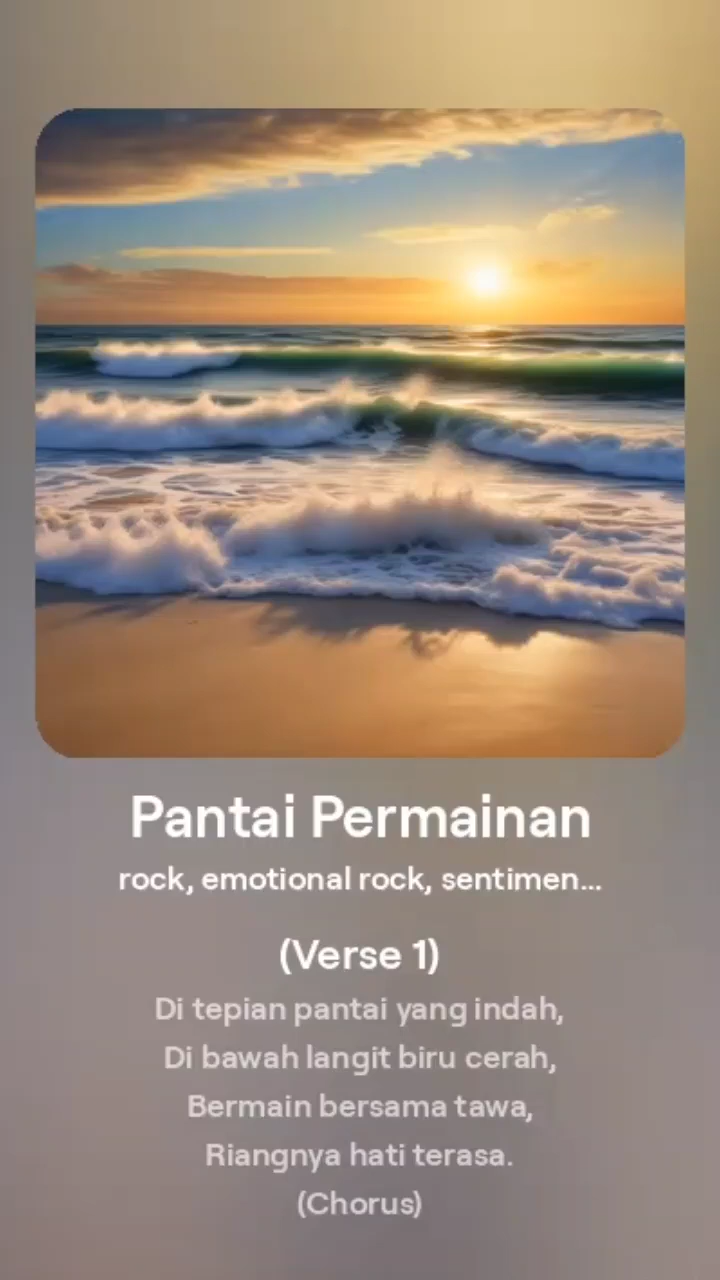 Pantai Permainan
rock, emotional rock, sentimen...
(Verse 1)
Di tepian pantai yang indah,
Di bawah langit biru cerah,
Bermain bersama tawa,
Riangnya hati terasa.
(Chorus)